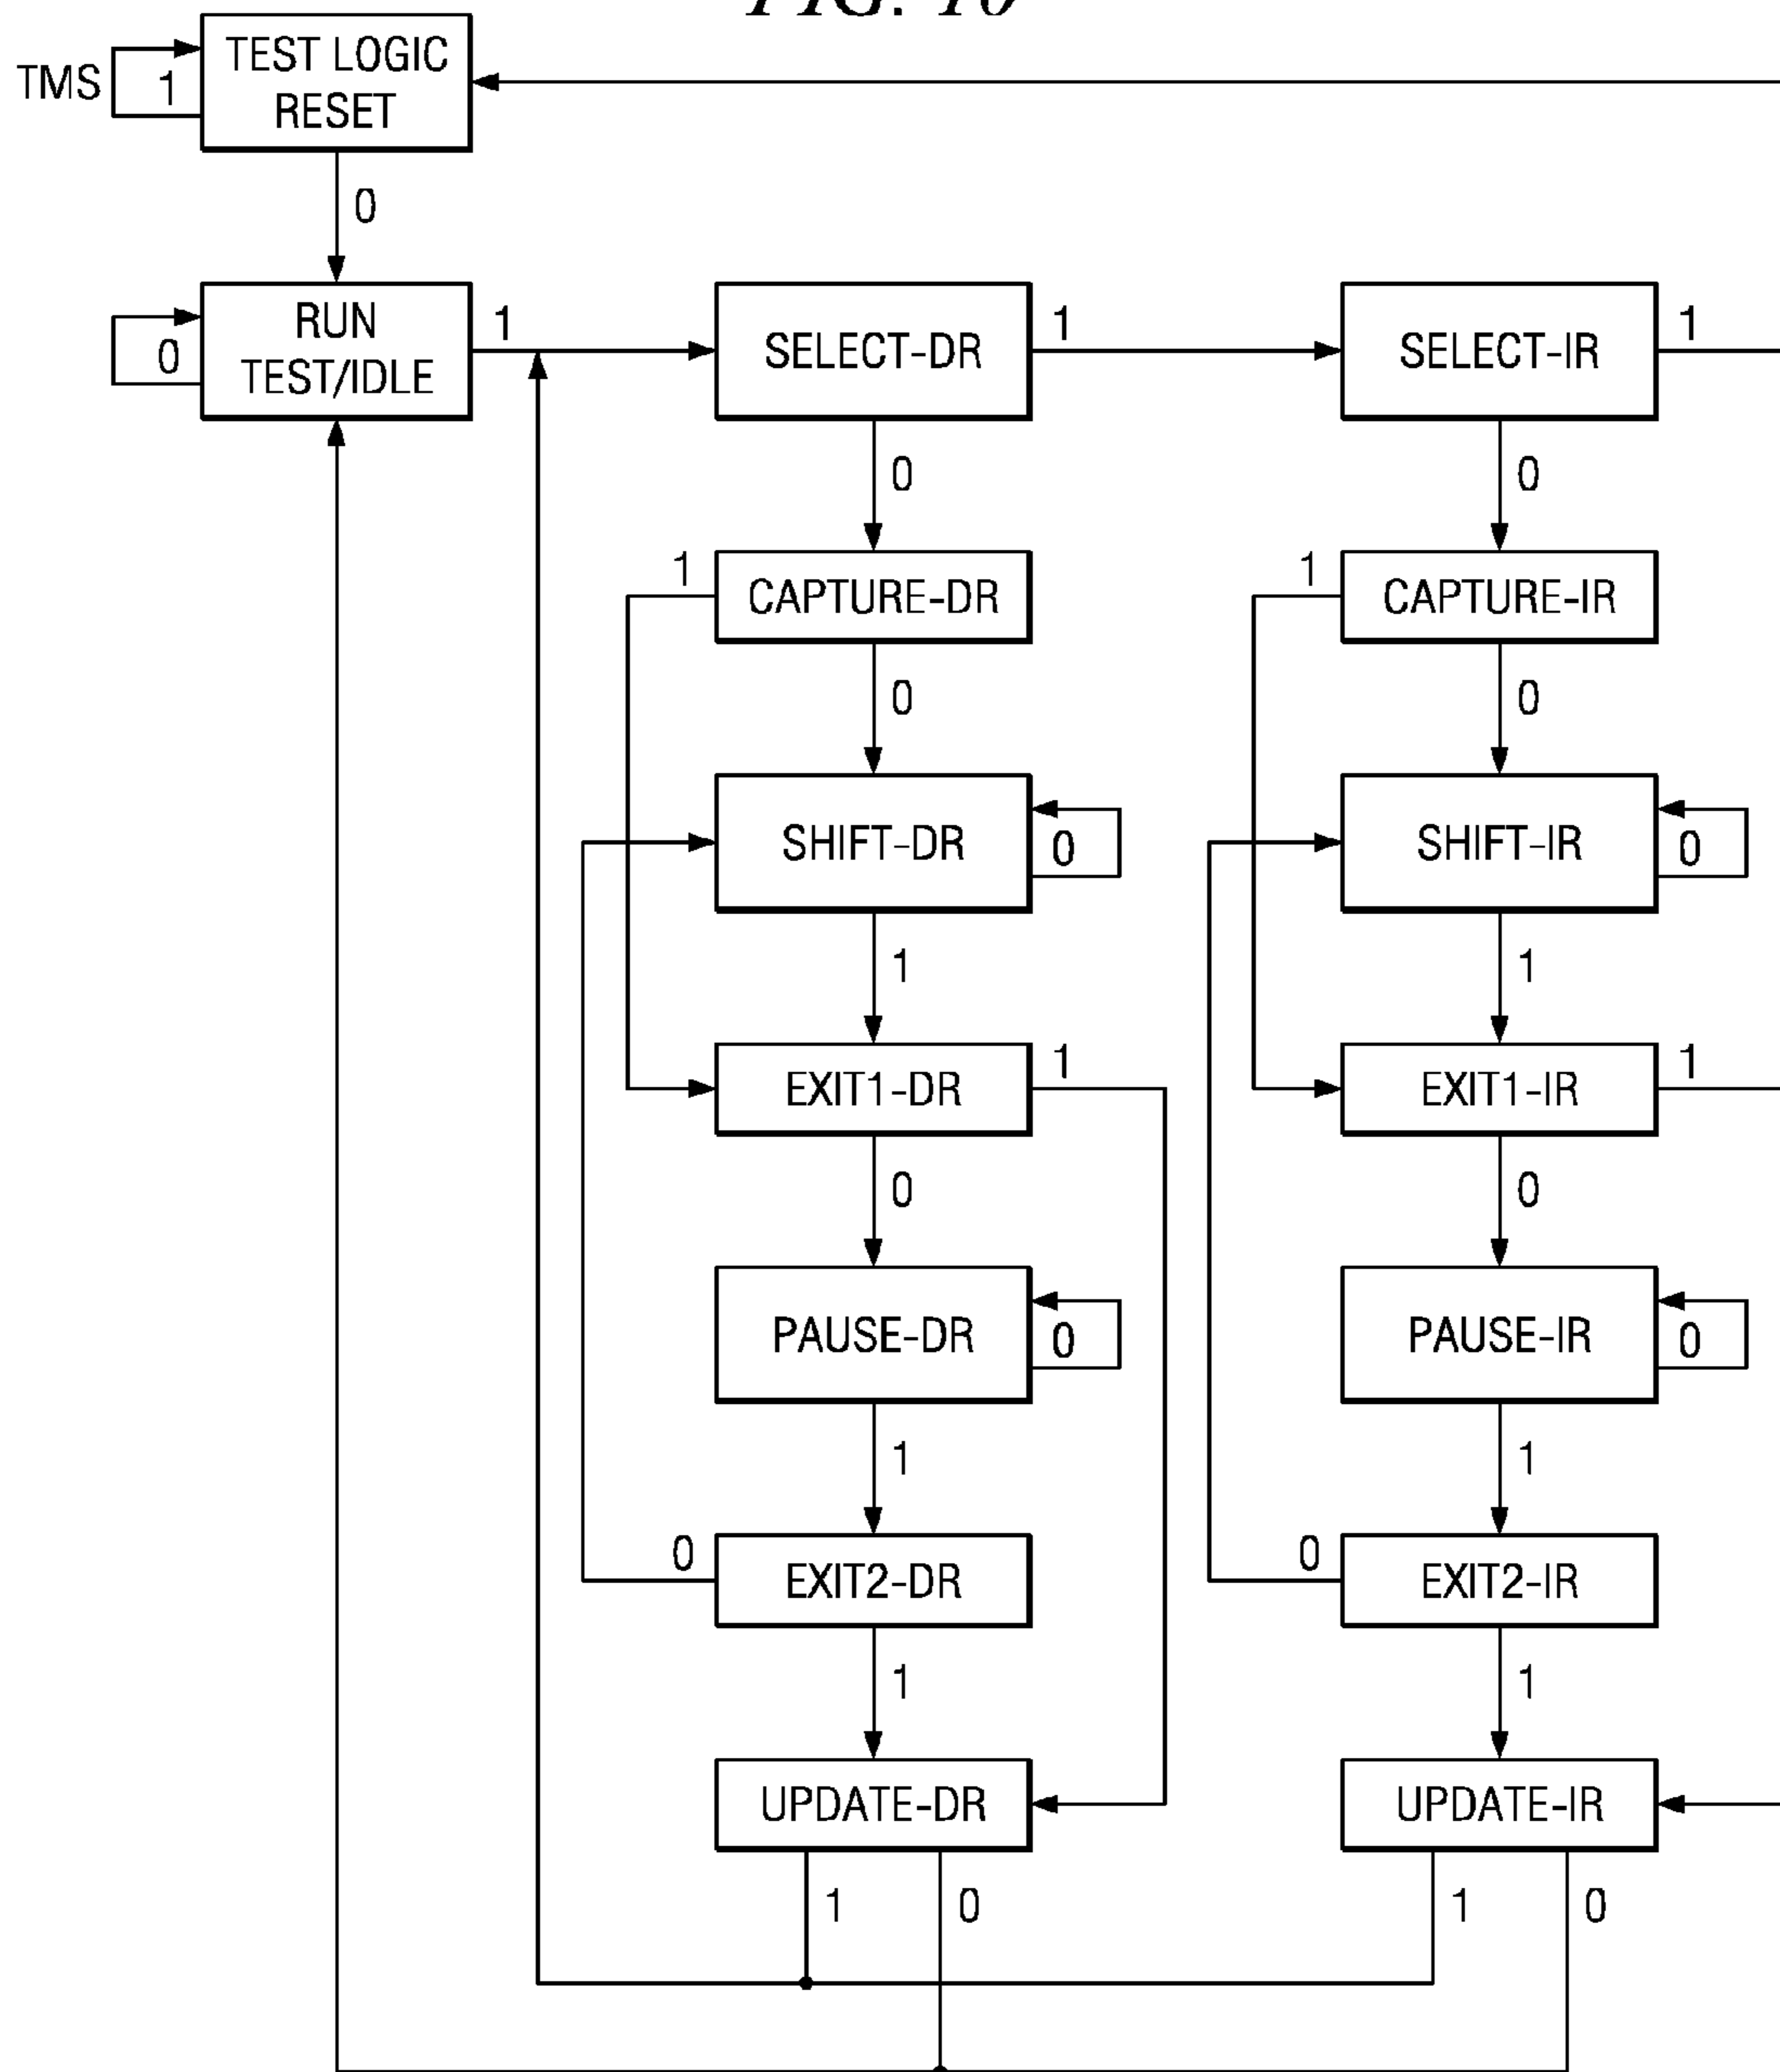 FIG. 10
TEST LOGIC
RESET
TMS
1
0
RUN
TEST/IDLE
0
1
SELECT-DR
1
SELECT-IR
1
0
0
1
CAPTURE-DR
1
CAPTURE-IR
0
0
SHIFT-DR
0
SHIFT-IR
0
1
1
EXIT1-DR
1
EXIT1-IR
1
0
0
PAUSE-DR
0
PAUSE-IR
0
1
1
0
EXIT2-DR
0
EXIT2-IR
1
1
UPDATE-DR
UPDATE-IR
1
0
1
0